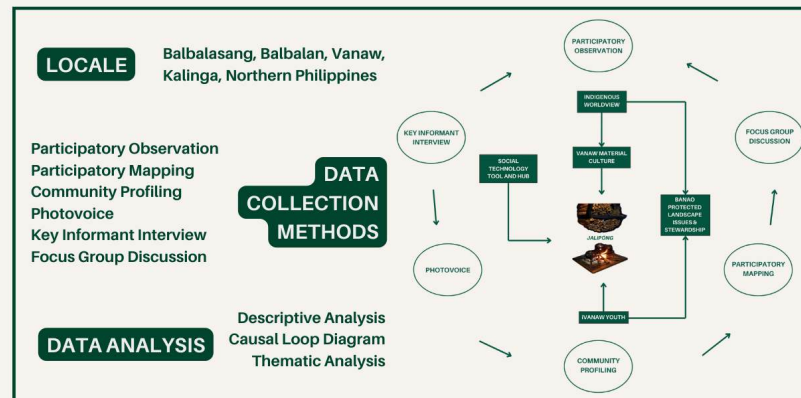 LOCALE
Balbalasang, Balbalan, Vanaw,
Kalinga, Northern Philippines
Participatory Observation
Participatory Mapping
Community Profiling
Photovoice
Key Informant Interview
Focus Group Discussion
DATA
COLLECTION
METHODS
DATA ANALYSIS
Descriptive Analysis
Causal Loop Diagram
Thematic Analysis
PARTICIPATORY
OBSERVATION
KEY INFORMANT
INTERVIEW
INDIGENOUS
WORLDVIEW
FOCUS GROUP
DISCUSSION
SOCIAL
TECHNOLOGY
TOOL AND HUB
VANAW MATERIAL
CULTURE
BANAO
PROTECTED
LANDSCAPE
ISSUES &
STEWARDSHIP
JALIFONG
PHOTOVOICE
PARTICIPATORY
MAPPING
IVANAW YOUTH
COMMUNITY
PROFILING